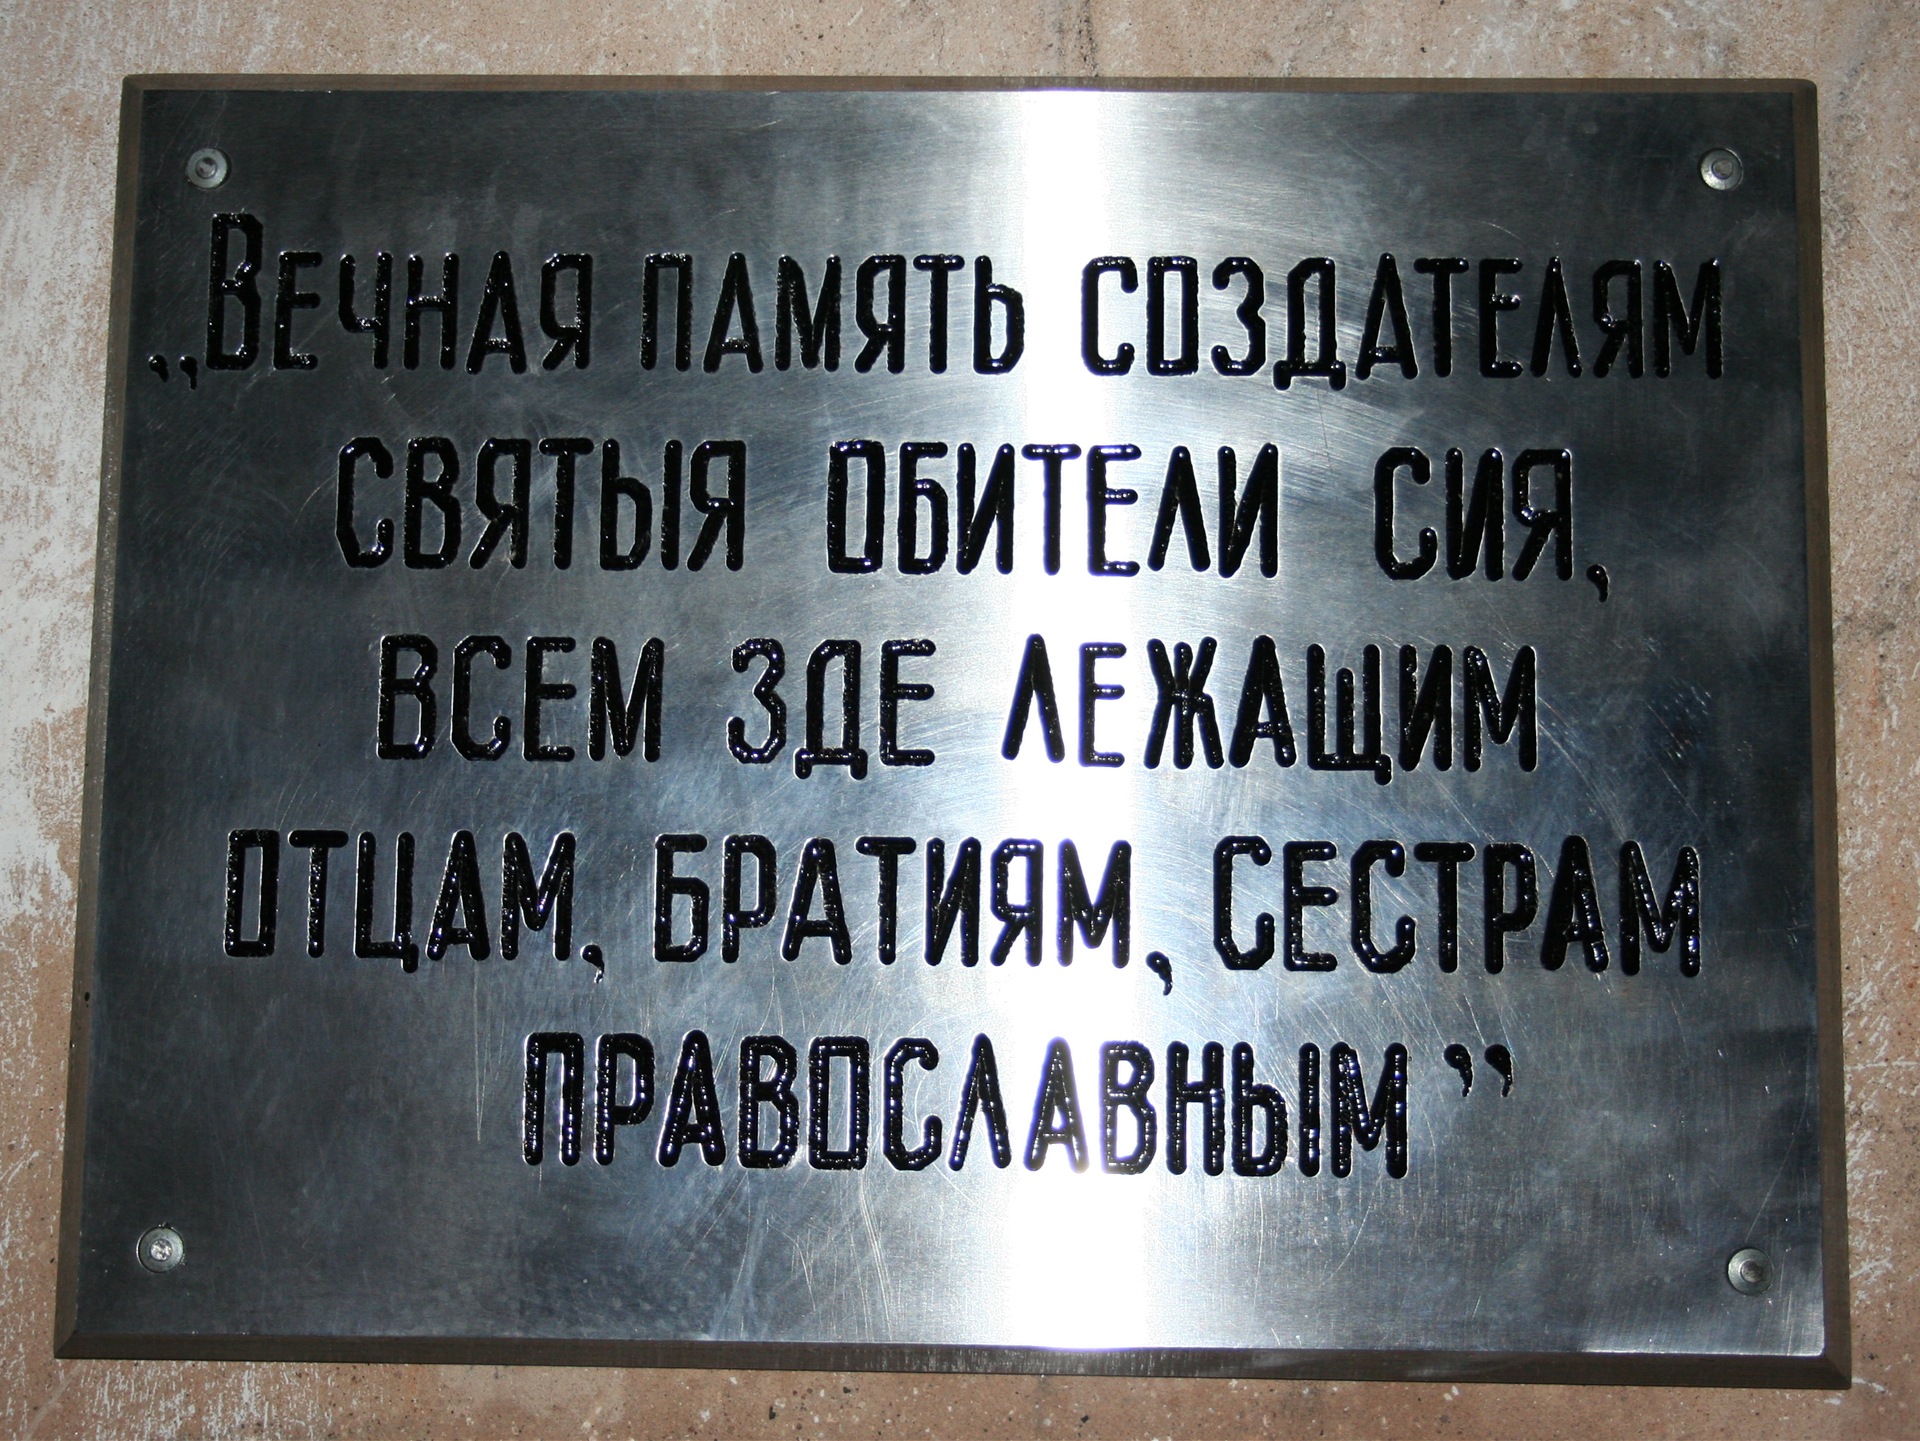 „Вечная память создателям
святыя обители сия,
всем зде лежащим
отцам, братиям, сестрам
православным”